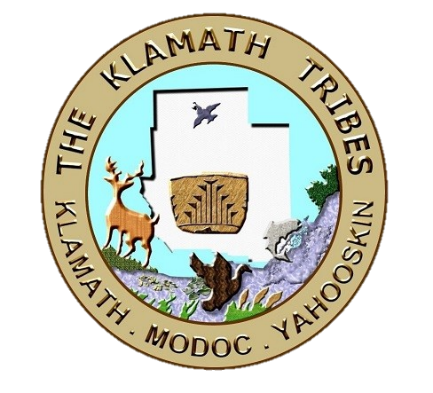 THE KLAMATH TRIBES
KLAMATH . MODOC . YAHOOSKIN